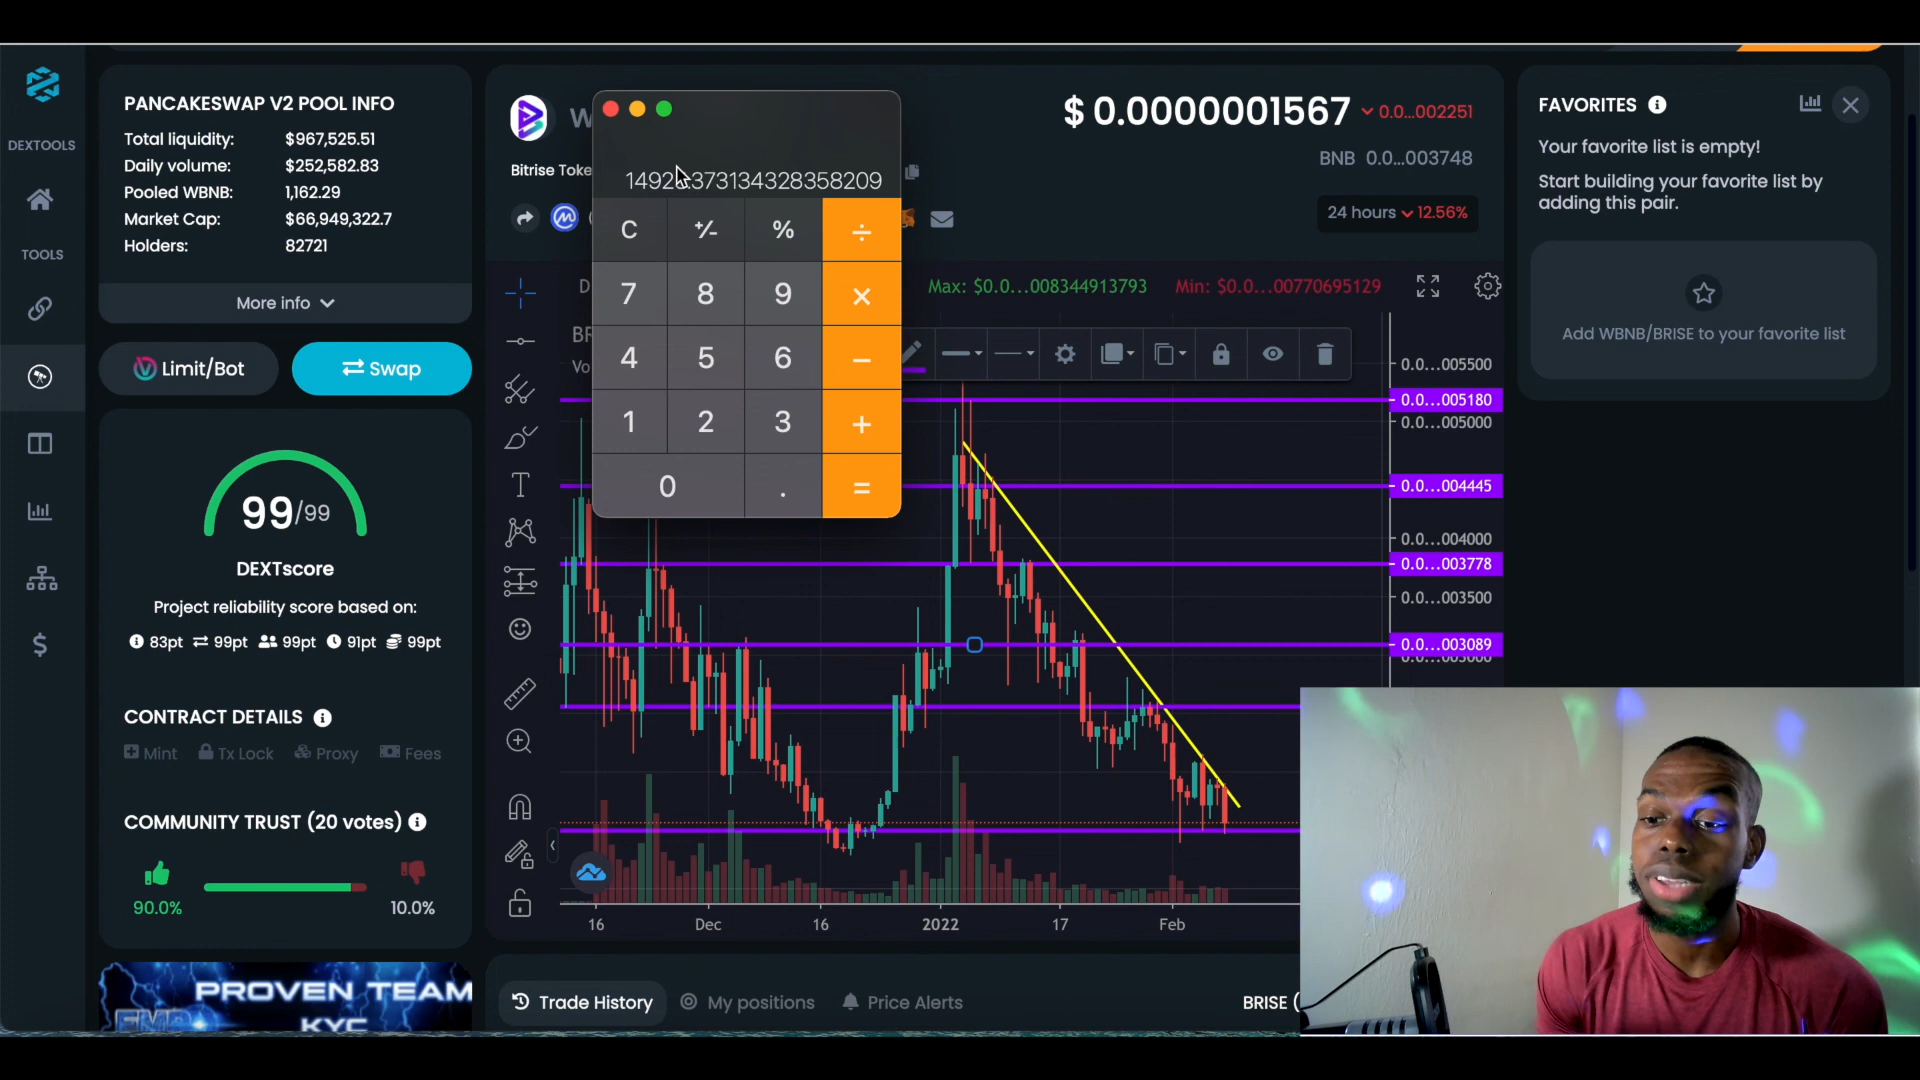 DEXTOOLS
TOOLS
PANCAKESWAP V2 POOL INFO
Total liquidity: $967,525.51
Daily volume: $252,582.83
Pooled WBNB: 1,162.29
Market Cap: $66,949,322.7
Holders: 82721
More info
Limit/Bot
Swap
99/99
DEXTscore
Project reliability score based on:
83pt 99pt 99pt 91pt 99pt
CONTRACT DETAILS
Mint Tx Lock Proxy Fees
COMMUNITY TRUST (20 votes)
90.0% 10.0%
PROVEN TEAM
KYC
W
Bitrise Toke
$ 0.0000001567 0.0...002251
BNB 0.0...003748
24 hours 12.56%
D
Max: $0.0...008344913793 Min: $0.0...00770695129
BR
Vo
C +/- % ÷
7 8 9 ×
4 5 6 −
1 2 3 +
0 . =
0.0...005500
0.0...005180
0.0...005000
0.0...004445
0.0...004000
0.0...003778
0.0...003500
0.0...003089
16 Dec 16 2022 17 Feb
Trade History My positions Price Alerts
BRISE (
FAVORITES
Your favorite list is empty!
Start building your favorite list by
adding this pair.
Add WBNB/BRISE to your favorite list